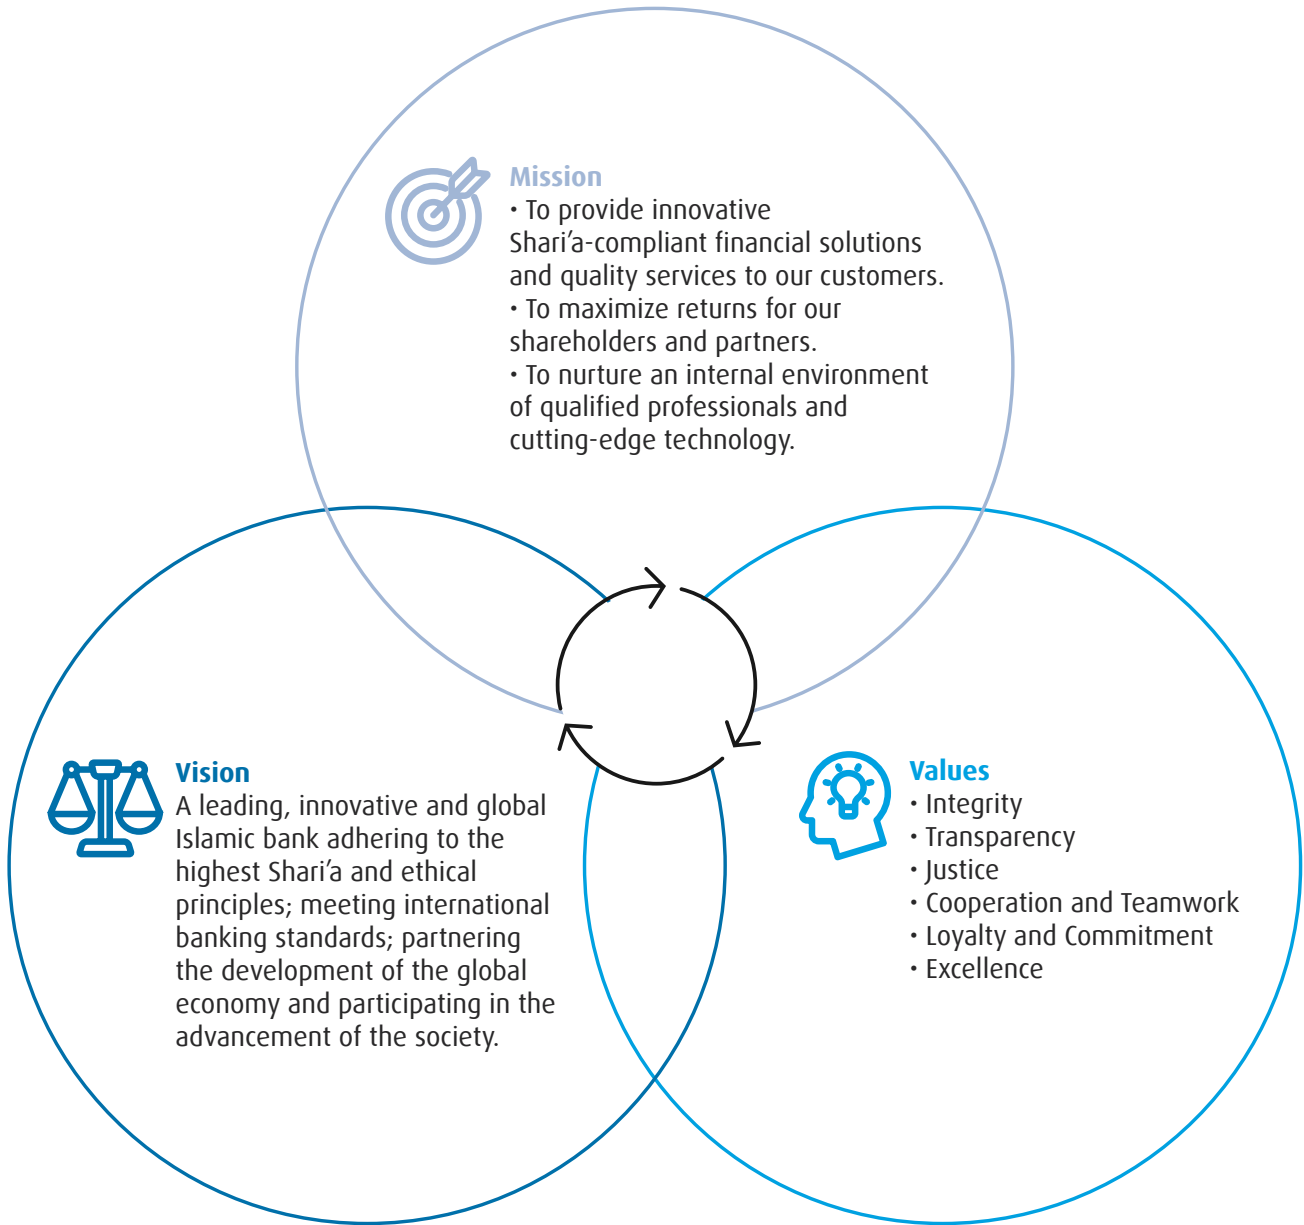 Mission
• To provide innovative
Shari’a-compliant financial solutions
and quality services to our customers.
• To maximize returns for our
shareholders and partners.
• To nurture an internal environment
of qualified professionals and
cutting-edge technology.
Vision
A leading, innovative and global
Islamic bank adhering to the
highest Shari’a and ethical
principles; meeting international
banking standards; partnering
the development of the global
economy and participating in the
advancement of the society.
Values
• Integrity
• Transparency
• Justice
• Cooperation and Teamwork
• Loyalty and Commitment
• Excellence